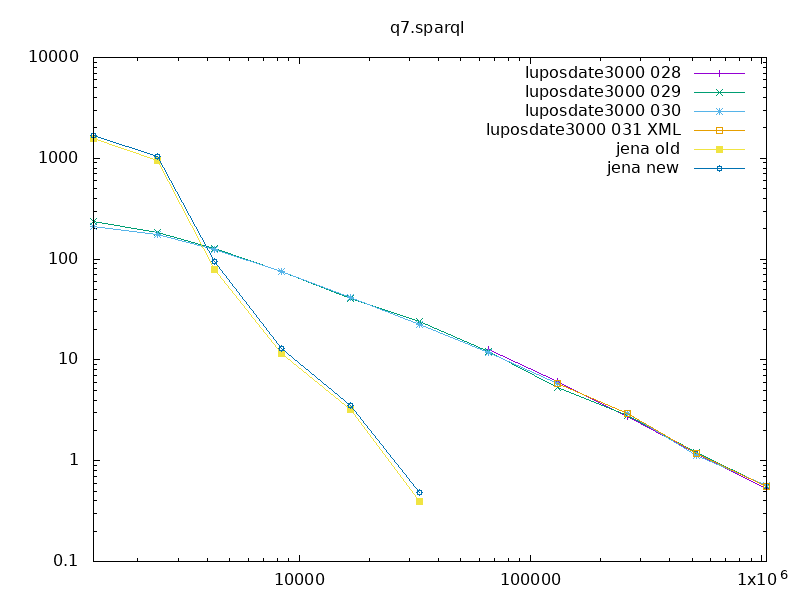 q7.sparql
10000
1000
100
10
1
0.1
luposdate3000 028
luposdate3000 029
luposdate3000 030
luposdate3000 031 XML
jena old
jena new
10000
100000
1x10^6